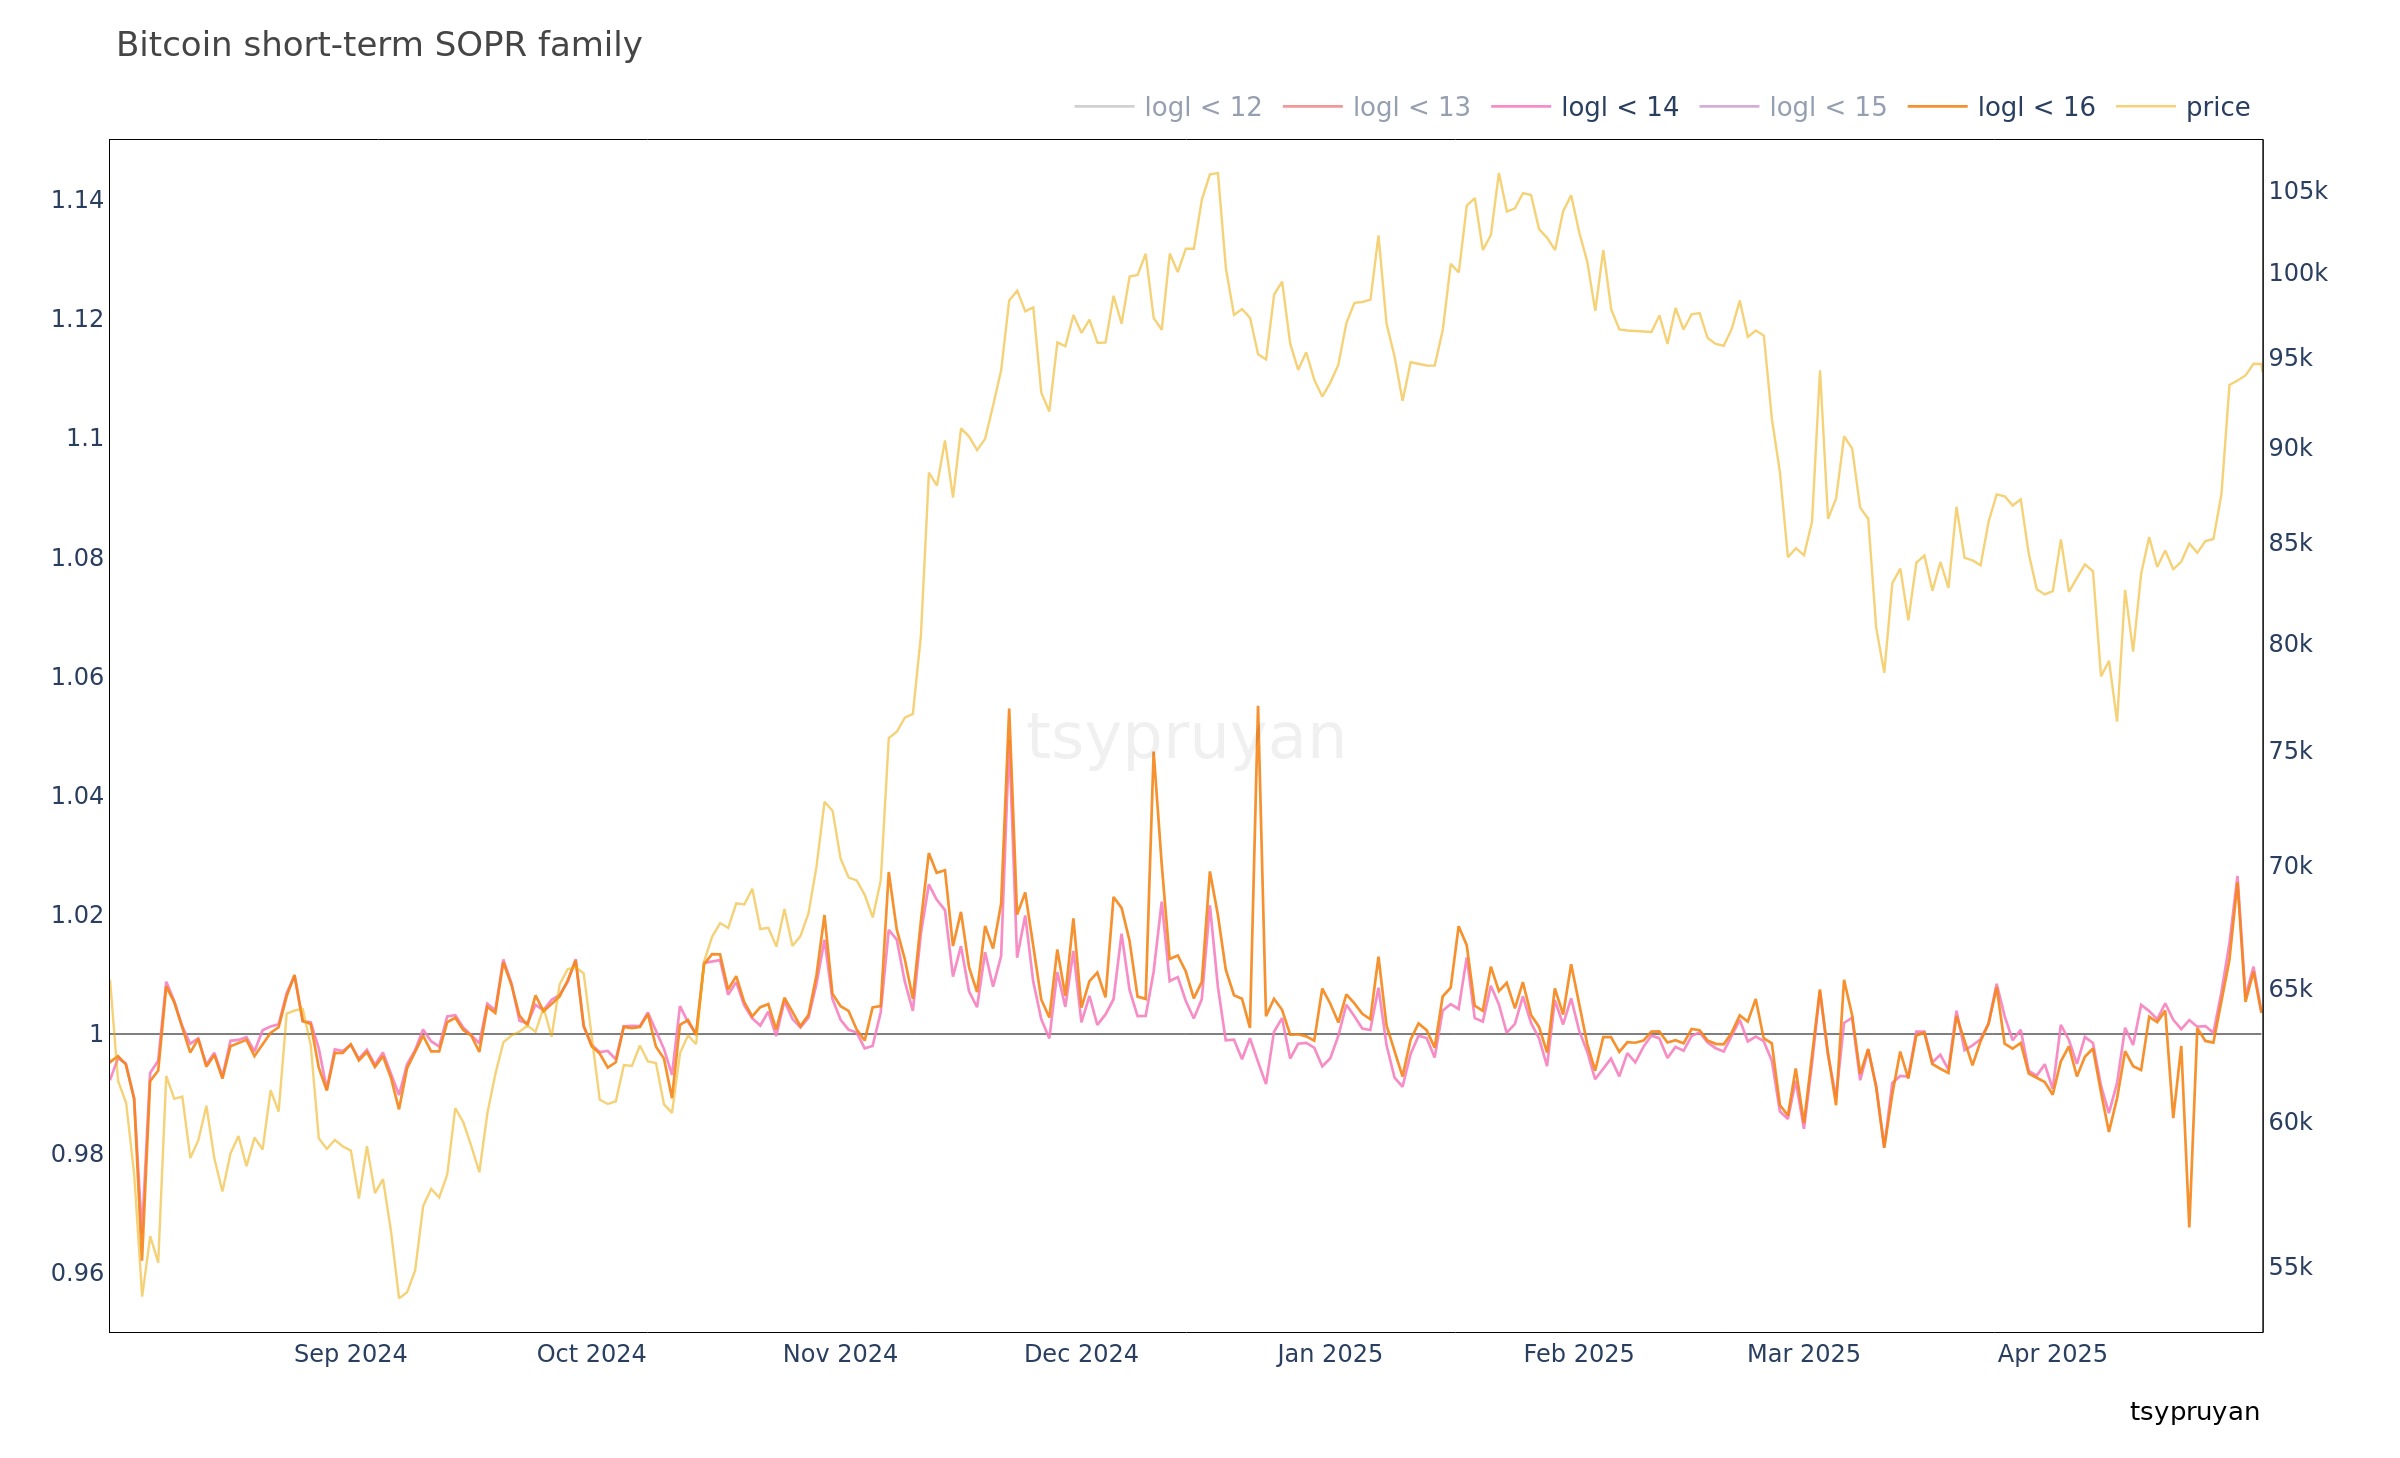 Bitcoin short-term SOPR family
logl < 12 logl < 13 logl < 14 logl < 15 logl < 16 price
1.14
1.12
1.1
1.08
1.06
1.04
1.02
1
0.98
0.96
105k
100k
95k
90k
85k
80k
75k
70k
65k
60k
55k
tsypruyan
Sep 2024 Oct 2024 Nov 2024 Dec 2024 Jan 2025 Feb 2025 Mar 2025 Apr 2025
tsypruyan